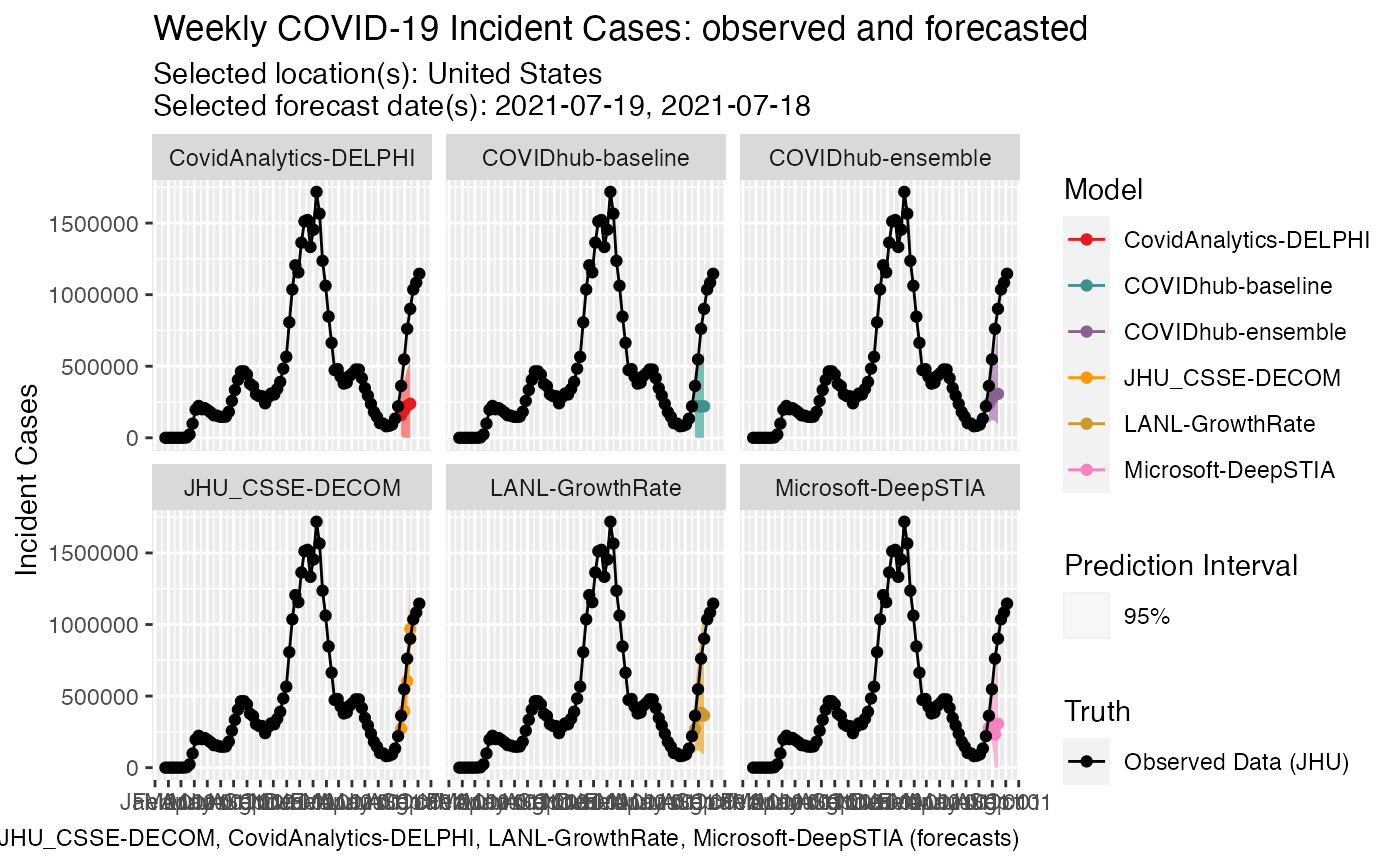 Weekly COVID-19 Incident Cases: observed and forecasted
Selected location(s): United States
Selected forecast date(s): 2021-07-19, 2021-07-18
CovidAnalytics-DELPHI
COVIDhub-baseline
COVIDhub-ensemble
1500000
1000000
500000
0
Incident Cases
JHU_CSSE-DECOM
LANL-GrowthRate
Microsoft-DeepSTIA
1500000
1000000
500000
0
JHU_CSSE-DECOM, CovidAnalytics-DELPHI, LANL-GrowthRate, Microsoft-DeepSTIA (forecasts)
Model
CovidAnalytics-DELPHI
COVIDhub-baseline
COVIDhub-ensemble
JHU_CSSE-DECOM
LANL-GrowthRate
Microsoft-DeepSTIA
Prediction Interval
95%
Truth
Observed Data (JHU)